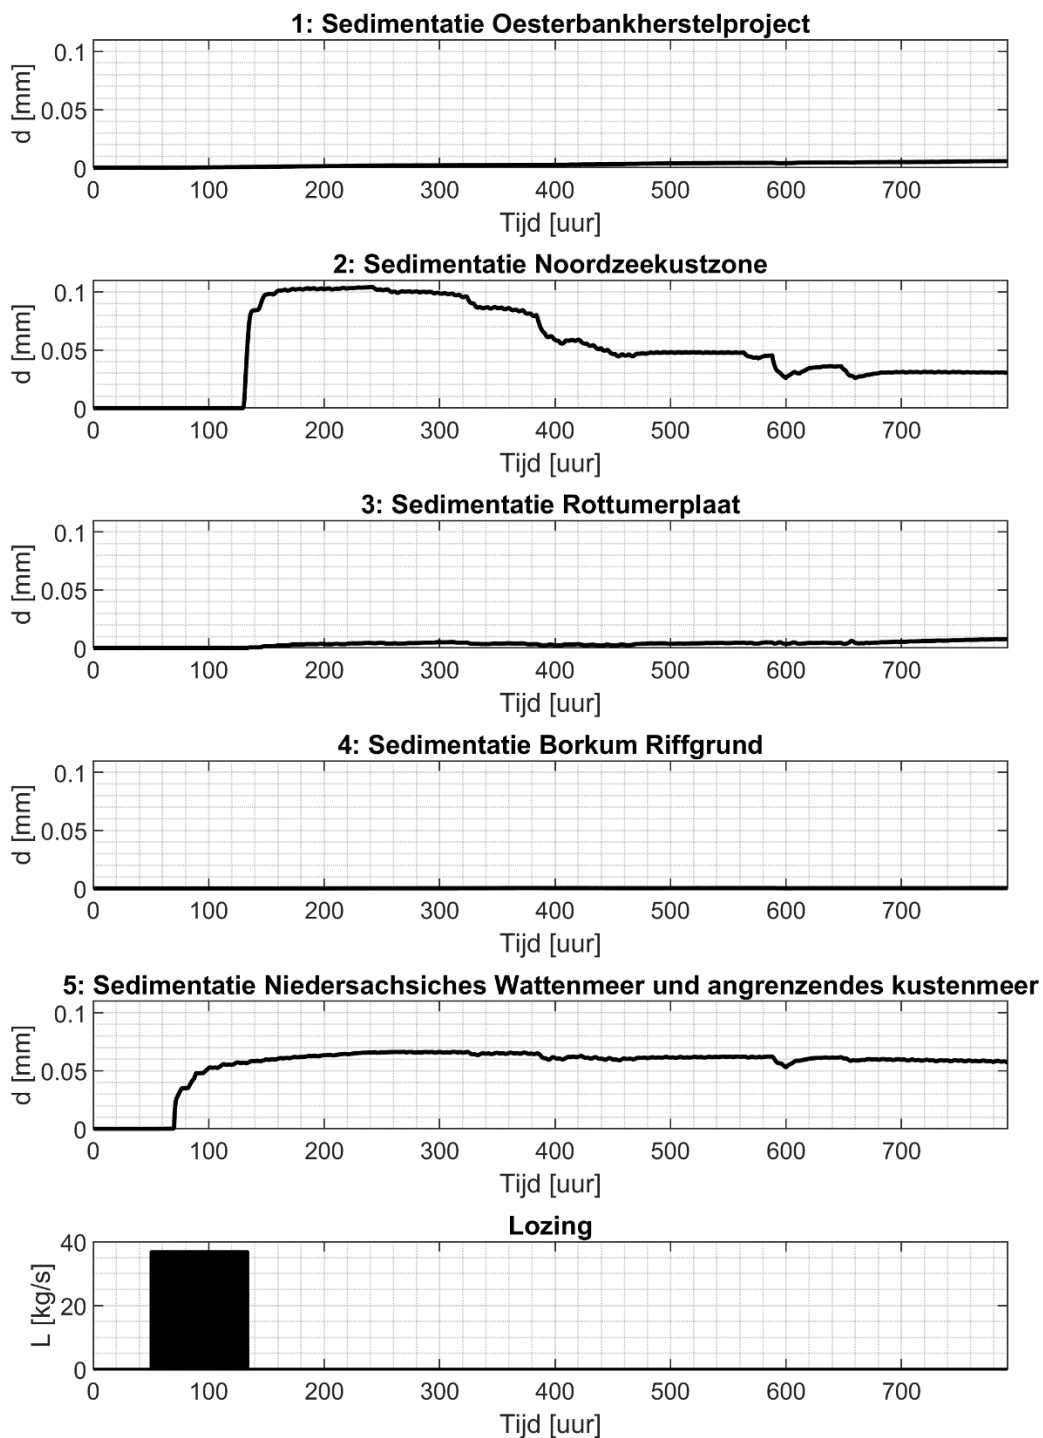 1: Sedimentatie Oesterbankherstelproject
0.1
0.05
0
d [mm]
0 100 200 300 400 500 600 700
Tijd [uur]
2: Sedimentatie Noordzeekustzone
0.1
0.05
0
d [mm]
0 100 200 300 400 500 600 700
Tijd [uur]
3: Sedimentatie Rottumerplaat
0.1
0.05
0
d [mm]
0 100 200 300 400 500 600 700
Tijd [uur]
4: Sedimentatie Borkum Riffgrund
0.1
0.05
0
d [mm]
0 100 200 300 400 500 600 700
Tijd [uur]
5: Sedimentatie Niedersachsiches Wattenmeer und angrenzendes kustenmeer
0.1
0.05
0
d [mm]
0 100 200 300 400 500 600 700
Tijd [uur]
Lozing
40
20
0
L [kg/s]
0 100 200 300 400 500 600 700
Tijd [uur]